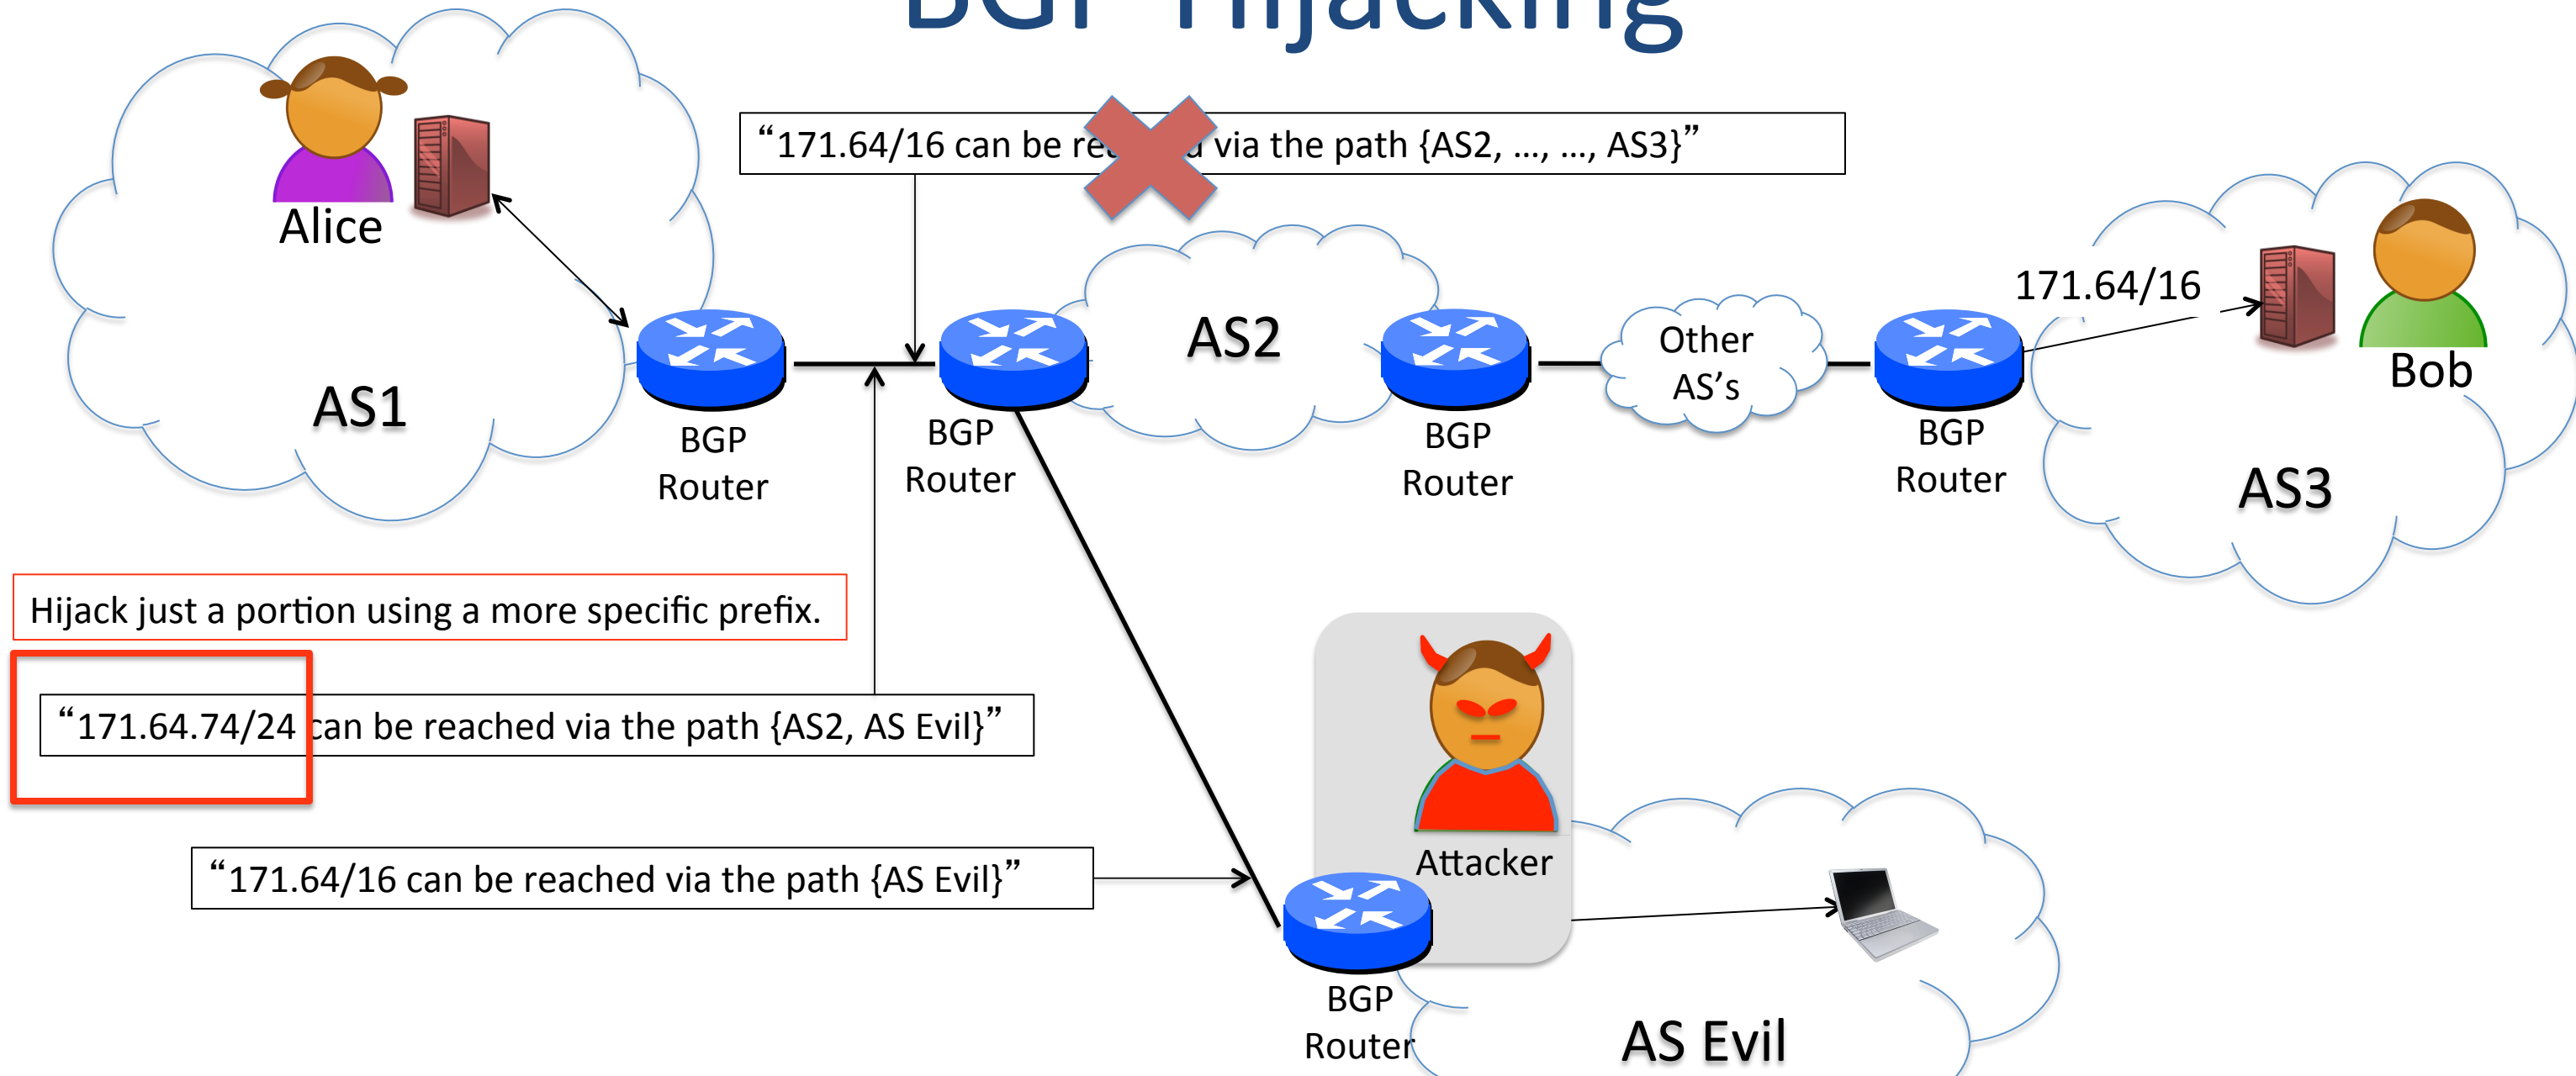 BGP Hijacking
“171.64/16 can be re d via the path {AS2, …, …, AS3}”
Alice
171.64/16
AS2
Other
AS’s
Bob
AS1
BGP
Router
BGP
Router
BGP
Router
BGP
Router
AS3
Hijack just a portion using a more specific prefix.
“171.64.74/24 can be reached via the path {AS2, AS Evil}”
Attacker
“171.64/16 can be reached via the path {AS Evil}”
BGP
Router
AS Evil